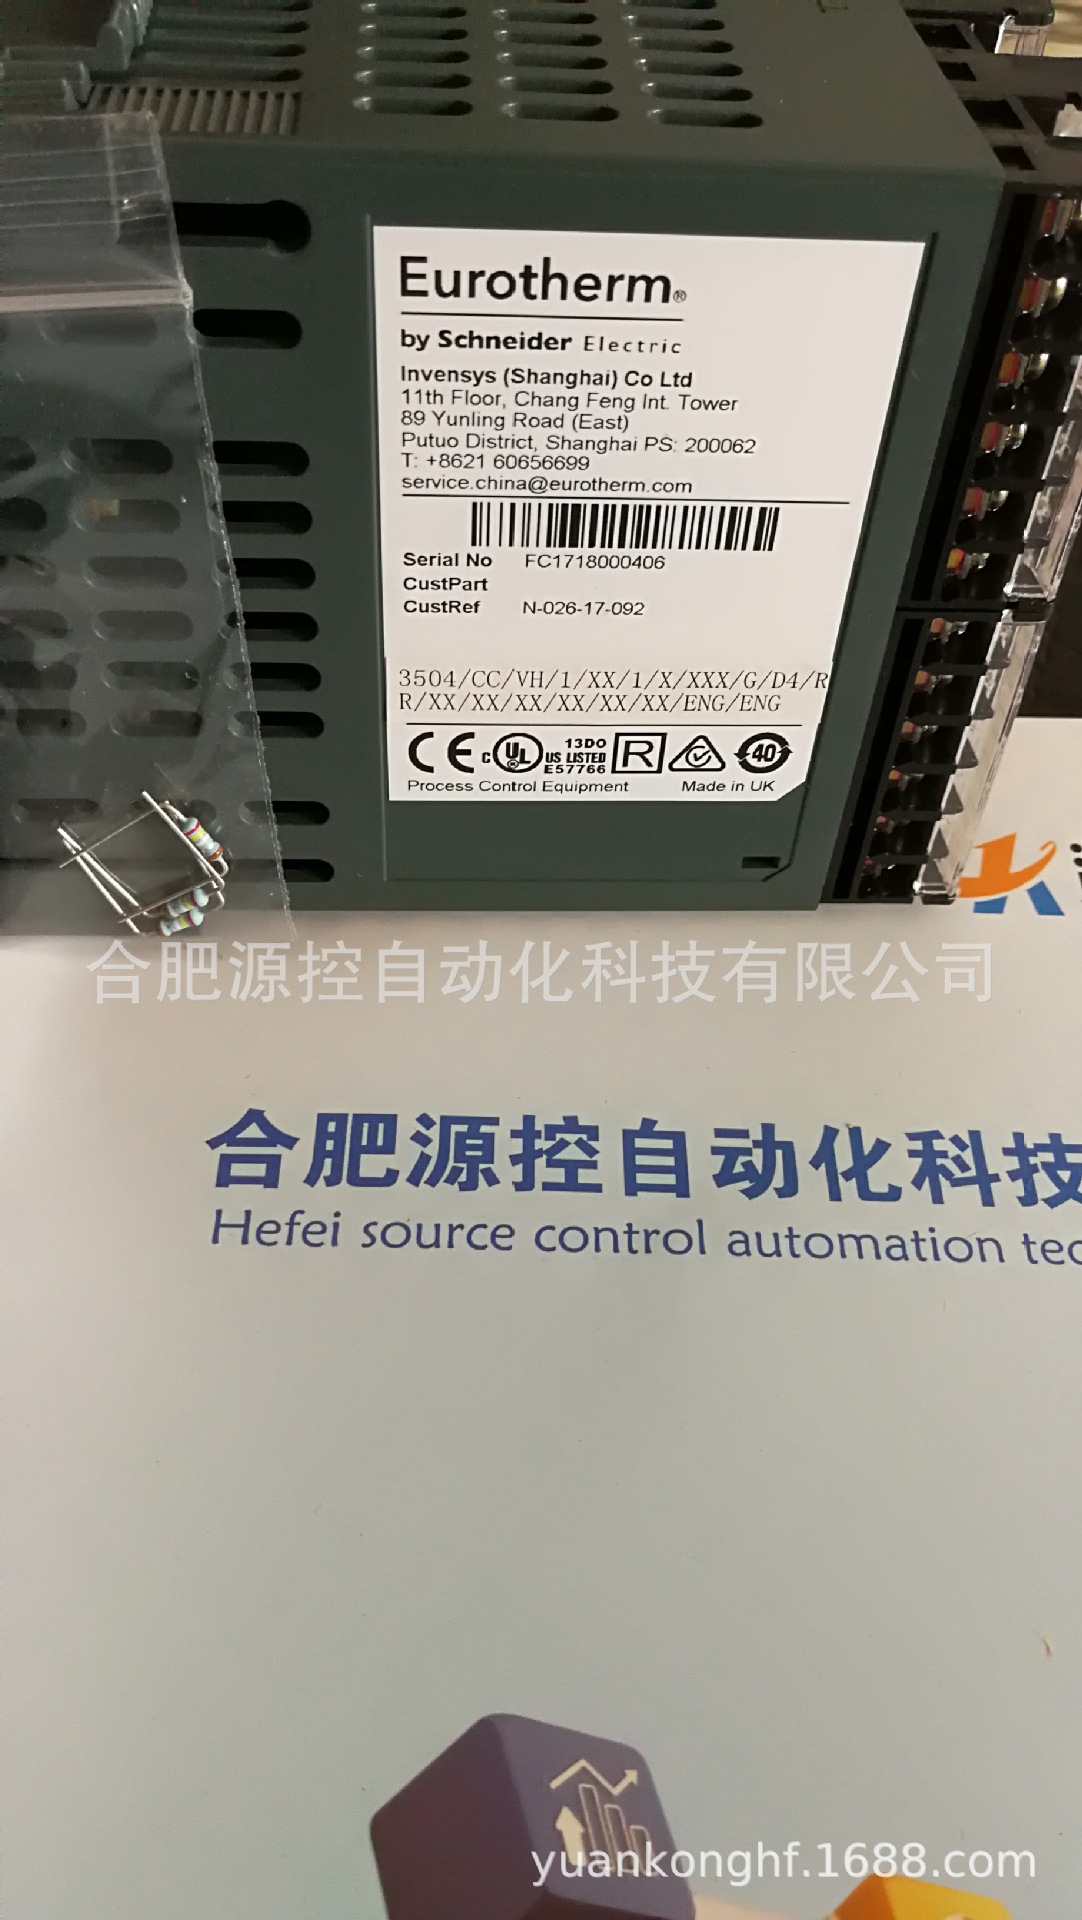 Eurotherm®
by Schneider Electric
Invensys (Shanghai) Co Ltd
11th Floor, Chang Feng Int. Tower
89 Yunling Road (East)
Putuo District, Shanghai PS: 200062
T: +8621 60656699
service.china@eurotherm.com
Serial No FC1718000406
CustPart
CustRef N-026-17-092
3504/CC/VH/1/XX/1/X/XXX/G/D4/R
R/XX/XX/XX/XX/XX/XX/ENG/ENG
CE c UL ® US LISTED 13DO E57766 R 40
Process Control Equipment Made in UK
合肥源控自动化科技有限公司
合肥源控自动化科技
Hefei source control automation tec
yuankonghf.1688.com